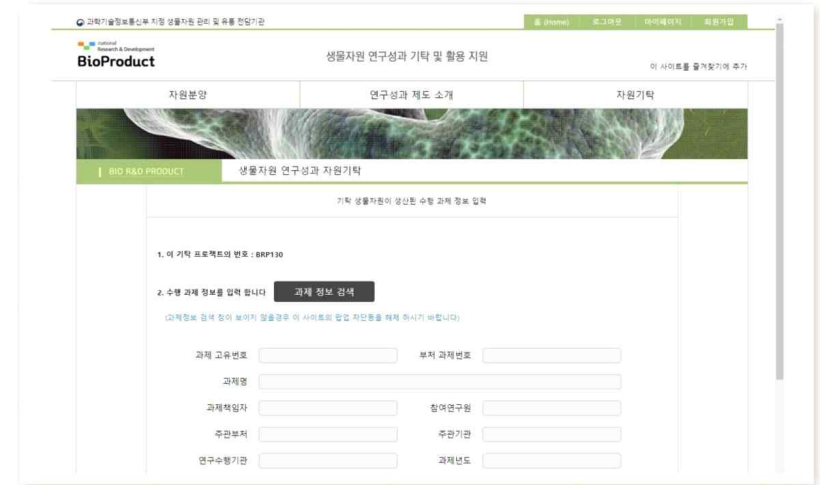 과학기술정보통신부 지정 생물자원 관리 및 유통 전담기관
홈 (Home) 로그아웃 마이페이지 회원가입
national
Research & Development
BioProduct
생물자원 연구성과 기탁 및 활용 지원
이 사이트를 즐겨찾기에 추가
자원분양 연구성과 제도 소개 자원기탁
BIO R&D PRODUCT 생물자원 연구성과 자원기탁
기탁 생물자원이 생산된 수행 과제 정보 입력
1. 이 기탁 프로젝트의 번호 : BRP130
2. 수행 과제 정보를 입력 합니다 과제 정보 검색
(과제정보 검색 창이 보이지 않을경우 이 사이트의 팝업 차단등을 해제 하시기 바랍니다)
과제 고유번호 부처 과제번호
과제명
과제책임자 참여연구원
주관부처 주관기관
연구수행기관 과제년도